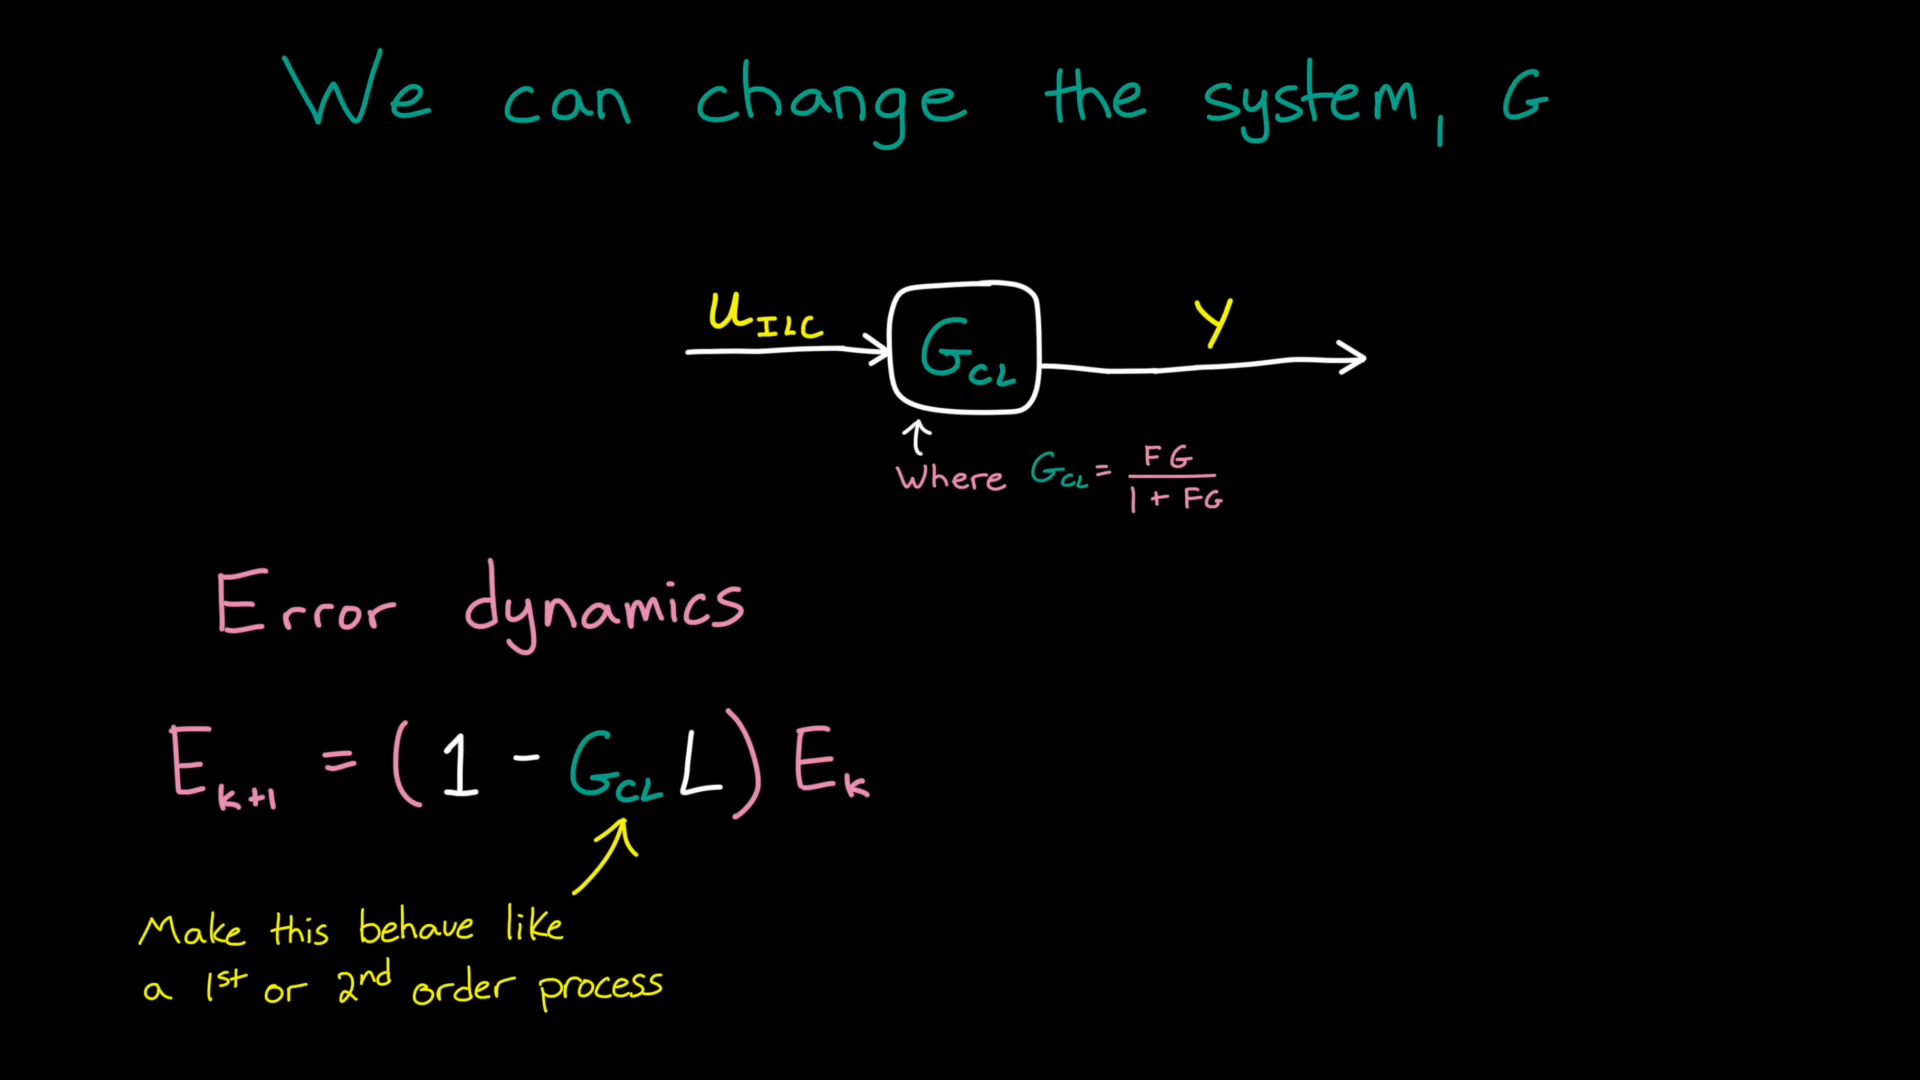 We can change the system, G
u_ILC
G_CL
Y
Where G_CL = FG / 1 + FG
Error dynamics
E_k+1 = (1 - G_CL L) E_k
Make this behave like
a 1st or 2nd order process